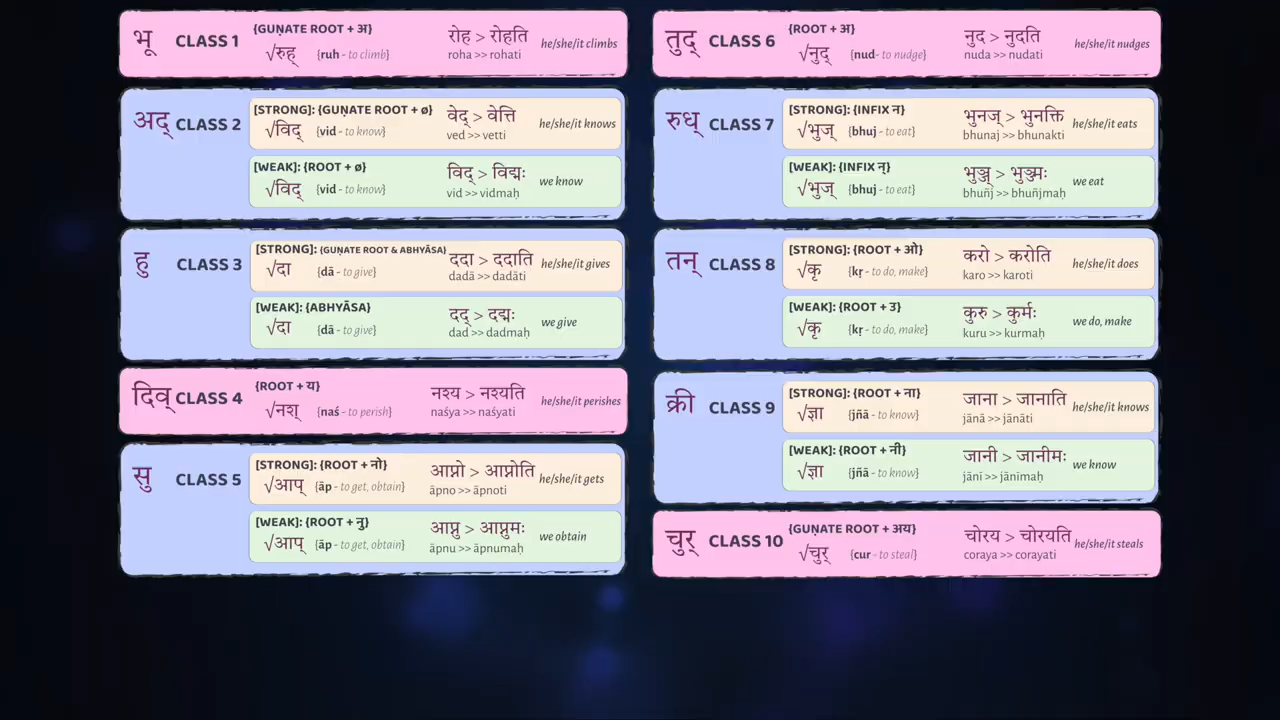 भू CLASS 1
{GUṆATE ROOT + अ}
√रुह् {ruh - to climb}
रोह > रोहति
roha >> rohati
he/she/it climbs
अद् CLASS 2
[STRONG]: {GUṆATE ROOT + ø}
√विद् {vid - to know}
वेद् > वेत्ति
ved >> vetti
he/she/it knows
[WEAK]: {ROOT + ø}
√विद् {vid - to know}
विद् > विद्मः
vid >> vidmaḥ
we know
हु CLASS 3
[STRONG]: {GUṆATE ROOT & ABHYĀSA}
√दा {dā - to give}
ददा > ददाति
dadā >> dadāti
he/she/it gives
[WEAK]: {ABHYĀSA}
√दा {dā - to give}
दद् > दद्मः
dad >> dadmaḥ
we give
दिव् CLASS 4
{ROOT + य}
√नश् {naś - to perish}
नश्य > नश्यति
naśya >> naśyati
he/she/it perishes
सु CLASS 5
[STRONG]: {ROOT + नो}
√आप् {āp - to get, obtain}
आप्नो > आप्नोति
āpno >> āpnoti
he/she/it gets
[WEAK]: {ROOT + नु}
√आप् {āp - to get, obtain}
आप्नु > आप्नुमः
āpnu >> āpnumaḥ
we obtain
तुद् CLASS 6
{ROOT + अ}
√नुद् {nud- to nudge}
नुद > नुदति
nuda >> nudati
he/she/it nudges
रुध् CLASS 7
[STRONG]: {INFIX न}
√भुज् {bhuj - to eat}
भुनज् > भुनक्ति
bhunaj >> bhunakti
he/she/it eats
[WEAK]: {INFIX न्}
√भुज् {bhuj - to eat}
भुञ्ज् > भुञ्ज्मः
bhuñj >> bhuñjmaḥ
we eat
तन् CLASS 8
[STRONG]: {ROOT + ओ}
√कृ {kṛ - to do, make}
करो > करोति
karo >> karoti
he/she/it does
[WEAK]: {ROOT + उ}
√कृ {kṛ - to do, make}
कुरु > कुर्मः
kuru >> kurmaḥ
we do, make
क्री CLASS 9
[STRONG]: {ROOT + ना}
√ज्ञा {jñā - to know}
जाना > जानाति
jānā >> jānāti
he/she/it knows
[WEAK]: {ROOT + नी}
√ज्ञा {jñā - to know}
जानी > जानीमः
jānī >> jānīmaḥ
we know
चुर् CLASS 10
{GUṆATE ROOT + अय}
√चुर् {cur - to steal}
चोरय > चोरयति
coraya >> corayati
he/she/it steals